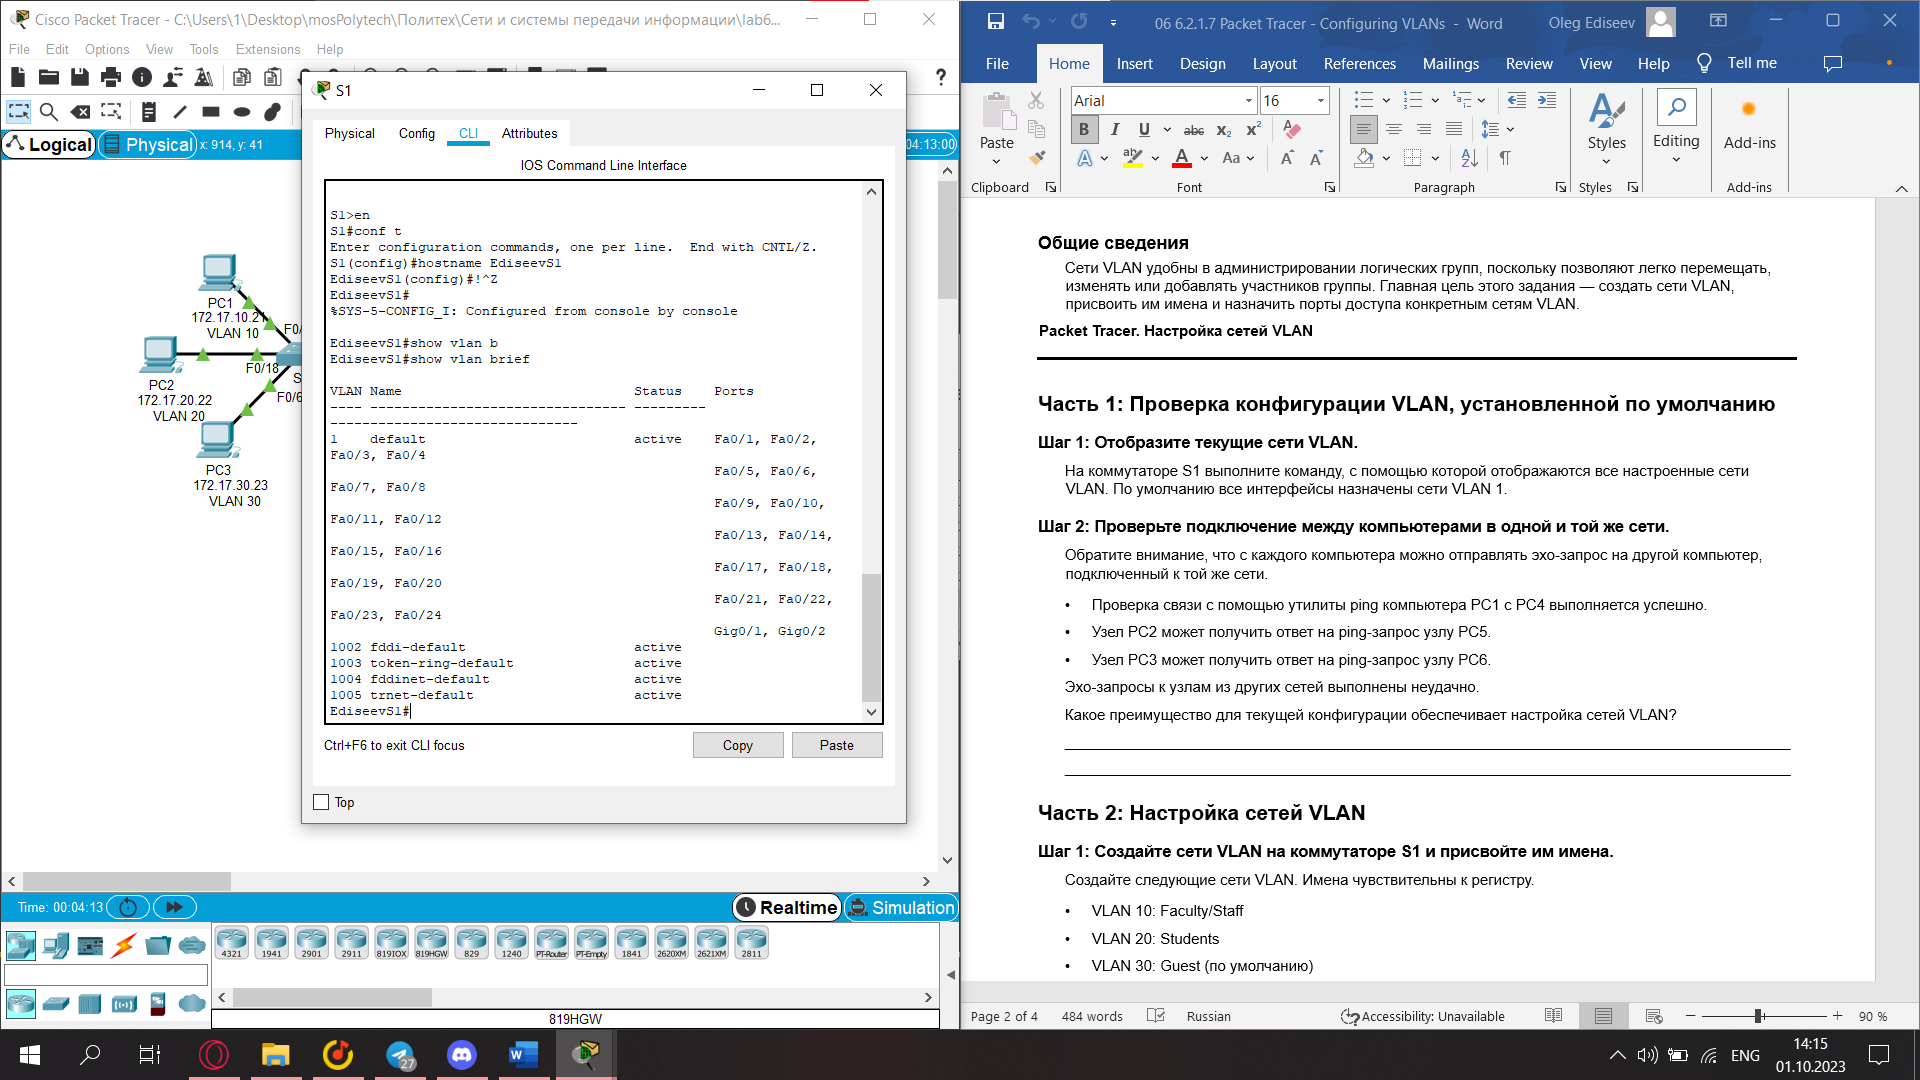 Cisco Packet Tracer - C:\Users\1\Desktop\mosPolytech\Политех\Сети и системы передачи информации\lab6...
File Edit Options View Tools Extensions Help
Logical Physical x: 914, y: 41
04:13:00
PC1
172.17.10.21
VLAN 10
F0/
PC2
172.17.20.22
VLAN 20
F0/18
S
F0/6
PC3
172.17.30.23
VLAN 30
S1
Physical Config CLI Attributes
IOS Command Line Interface
S1>en
S1#conf t
Enter configuration commands, one per line.  End with CNTL/Z.
S1(config)#hostname EdiseevS1
EdiseevS1(config)#!^Z
EdiseevS1#
%SYS-5-CONFIG_I: Configured from console by console
EdiseevS1#show vlan b
EdiseevS1#show vlan brief
VLAN Name Status Ports
---- -------------------------------- ---------
-------------------------------
1 default active Fa0/1, Fa0/2,
Fa0/3, Fa0/4
Fa0/5, Fa0/6,
Fa0/7, Fa0/8
Fa0/9, Fa0/10,
Fa0/11, Fa0/12
Fa0/13, Fa0/14,
Fa0/15, Fa0/16
Fa0/17, Fa0/18,
Fa0/19, Fa0/20
Fa0/21, Fa0/22,
Fa0/23, Fa0/24
Gig0/1, Gig0/2
1002 fddi-default active
1003 token-ring-default active
1004 fddinet-default active
1005 trnet-default active
EdiseevS1#
Ctrl+F6 to exit CLI focus
Copy Paste
Top
Time: 00:04:13
Realtime Simulation
4321 1941 2901 2911 819IOX 819HGW 829 1240 PT-Router PT-Empty 1841 2620XM 2621XM 2811
819HGW
06 6.2.1.7 Packet Tracer - Configuring VLANs - Word
Oleg Ediseev
File Home Insert Design Layout References Mailings Review View Help Tell me
Paste
Arial 16
Styles
Editing
Add-ins
Clipboard Font Paragraph Styles Add-ins
Общие сведения
Сети VLAN удобны в администрировании логических групп, поскольку позволяют легко перемещать,
изменять или добавлять участников группы. Главная цель этого задания — создать сети VLAN,
присвоить им имена и назначить порты доступа конкретным сетям VLAN.
Packet Tracer. Настройка сетей VLAN
Часть 1: Проверка конфигурации VLAN, установленной по умолчанию
Шаг 1: Отобразите текущие сети VLAN.
На коммутаторе S1 выполните команду, с помощью которой отображаются все настроенные сети
VLAN. По умолчанию все интерфейсы назначены сети VLAN 1.
Шаг 2: Проверьте подключение между компьютерами в одной и той же сети.
Обратите внимание, что с каждого компьютера можно отправлять эхо-запрос на другой компьютер,
подключенный к той же сети.
• Проверка связи с помощью утилиты ping компьютера PC1 с PC4 выполняется успешно.
• Узел PC2 может получить ответ на ping-запрос узлу PC5.
• Узел PC3 может получить ответ на ping-запрос узлу PC6.
Эхо-запросы к узлам из других сетей выполнены неудачно.
Какое преимущество для текущей конфигурации обеспечивает настройка сетей VLAN?
Часть 2: Настройка сетей VLAN
Шаг 1: Создайте сети VLAN на коммутаторе S1 и присвойте им имена.
Создайте следующие сети VLAN. Имена чувствительны к регистру.
• VLAN 10: Faculty/Staff
• VLAN 20: Students
• VLAN 30: Guest (по умолчанию)
Page 2 of 4 484 words Russian Accessibility: Unavailable 90 %
27
ENG
14:15
01.10.2023